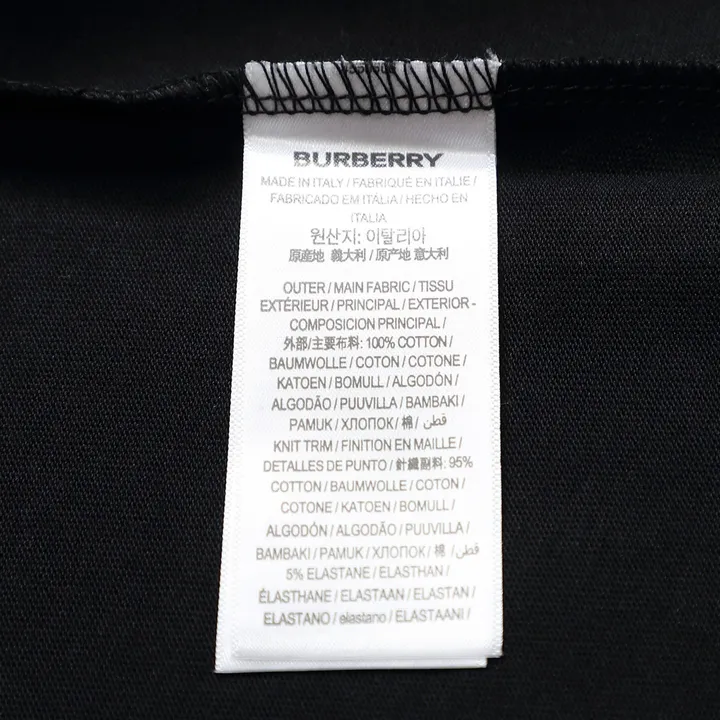 BURBERRY
MADE IN ITALY / FABRIQUÉ EN ITALIE /
FABRICADO EM ITÁLIA / HECHO EN
ITALIA
원산지: 이탈리아
原産地 義大利 / 原产地 意大利
OUTER / MAIN FABRIC / TISSU
EXTÉRIEUR / PRINCIPAL / EXTERIOR -
COMPOSICION PRINCIPAL /
外部/主要布料: 100% COTTON /
BAUMWOLLE / COTON / COTONE /
KATOEN / BOMULL / ALGODÓN /
ALGODÃO / PUUVILLA / BAMBAKI /
PAMUK / ХЛОПОК / 棉 / قطن /
KNIT TRIM / FINITION EN MAILLE /
DETALLES DE PUNTO / 針織副料: 95%
COTTON / BAUMWOLLE / COTON /
COTONE / KATOEN / BOMULL /
ALGODÓN / ALGODÃO / PUUVILLA /
BAMBAKI / PAMUK / ХЛОПОК / 棉 / قطن /
5% ELASTANE / ELASTHAN /
ÉLASTHANE / ELASTAAN / ELASTAN /
ELASTANO / elastano / ELASTAANI /